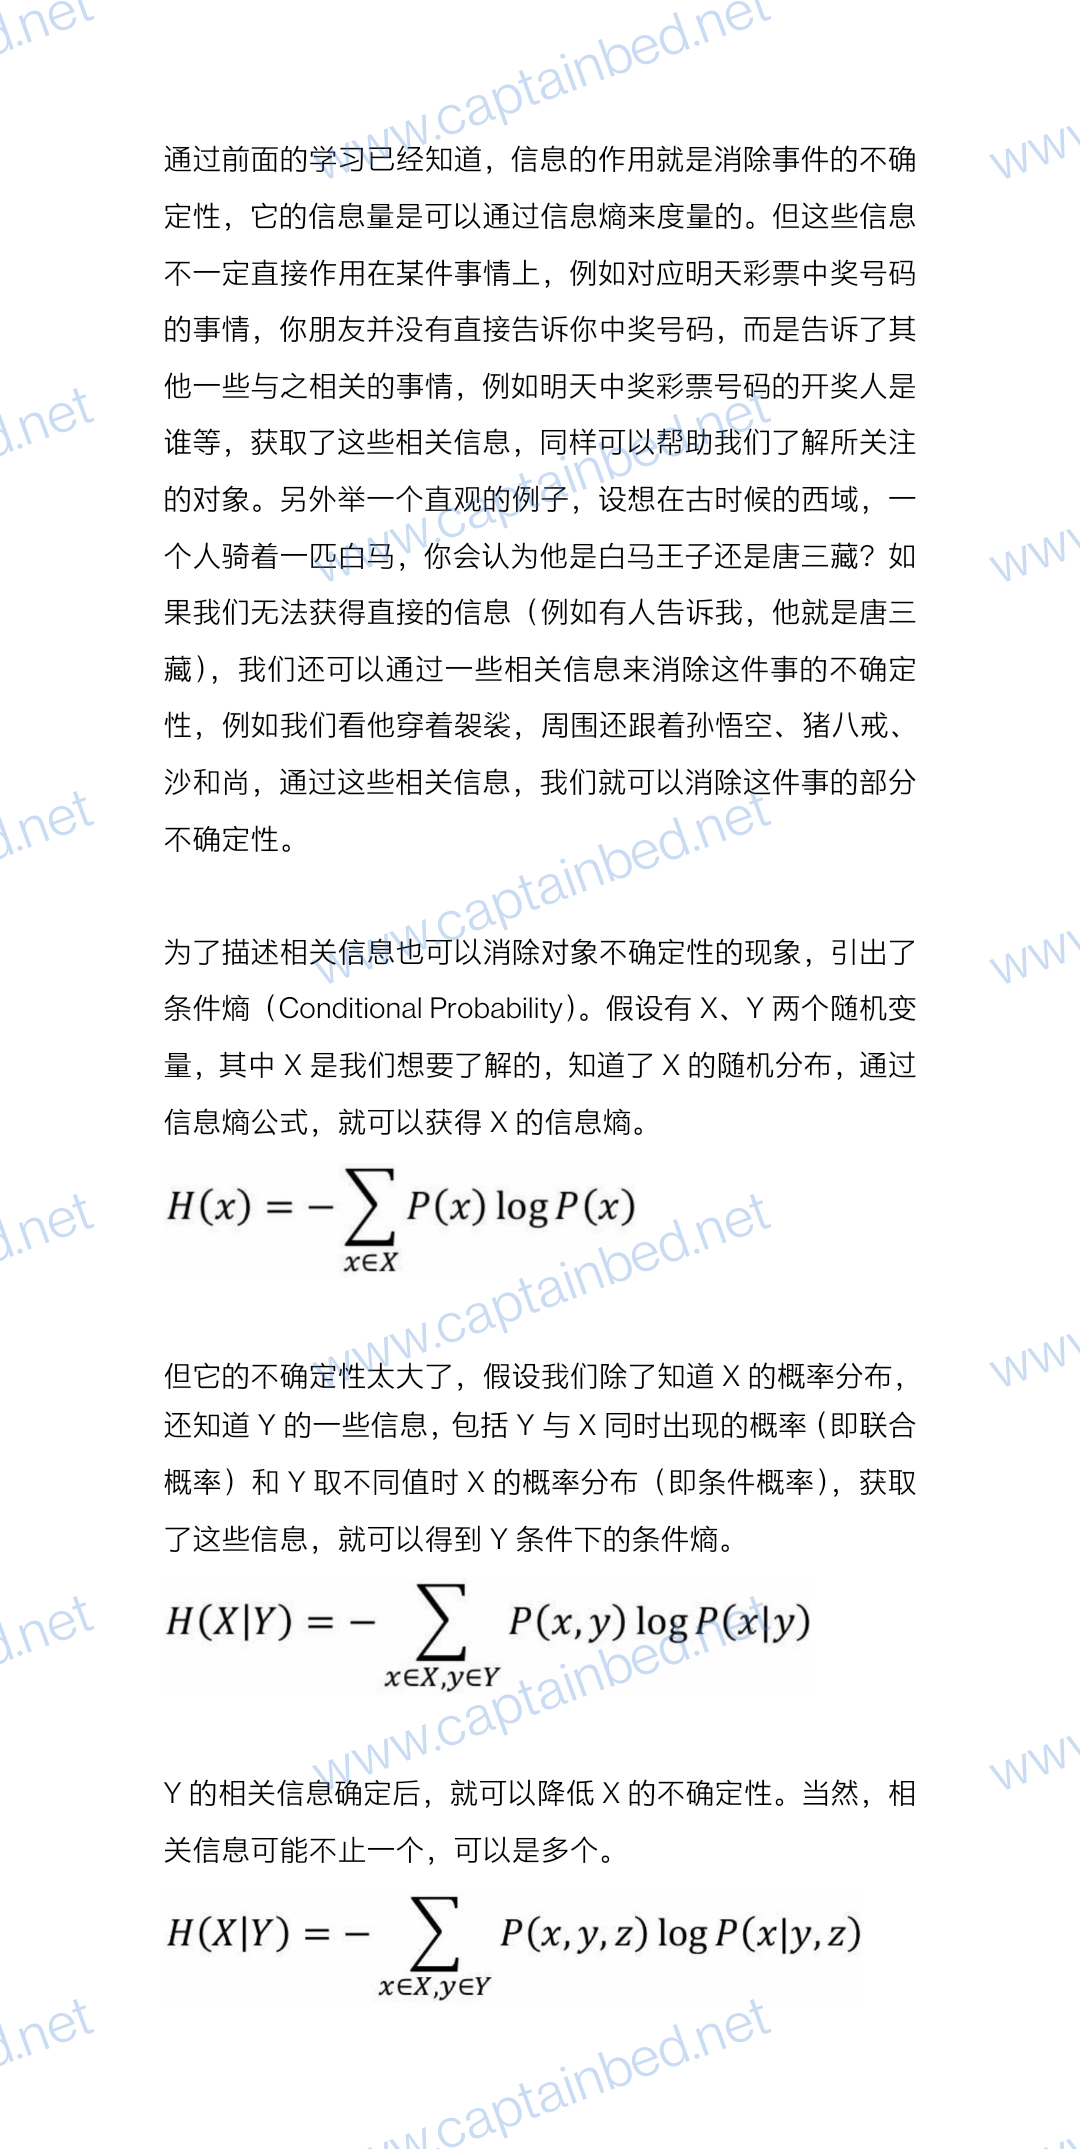 通过前面的学习已经知道，信息的作用就是消除事件的不确
定性，它的信息量是可以通过信息熵来度量的。但这些信息
不一定直接作用在某件事情上，例如对应明天彩票中奖号码
的事情，你朋友并没有直接告诉你中奖号码，而是告诉了其
他一些与之相关的事情，例如明天中奖彩票号码的开奖人是
谁等，获取了这些相关信息，同样可以帮助我们了解所关注
的对象。另外举一个直观的例子，设想在古时候的西域，一
个人骑着一匹白马，你会认为他是白马王子还是唐三藏？如
果我们无法获得直接的信息（例如有人告诉我，他就是唐三
藏），我们还可以通过一些相关信息来消除这件事的不确定
性，例如我们看他穿着袈裟，周围还跟着孙悟空、猪八戒、
沙和尚，通过这些相关信息，我们就可以消除这件事的部分
不确定性。
为了描述相关信息也可以消除对象不确定性的现象，引出了
条件熵（Conditional Probability）。假设有 X、Y 两个随机变
量，其中 X 是我们想要了解的，知道了 X 的随机分布，通过
信息熵公式，就可以获得 X 的信息熵。
H(x) = − ∑ P(x) log P(x)
x∈X
但它的不确定性太大了，假设我们除了知道 X 的概率分布，
还知道 Y 的一些信息，包括 Y 与 X 同时出现的概率（即联合
概率）和 Y 取不同值时 X 的概率分布（即条件概率），获取
了这些信息，就可以得到 Y 条件下的条件熵。
H(X|Y) = − ∑ P(x,y) log P(x|y)
x∈X,y∈Y
Y 的相关信息确定后，就可以降低 X 的不确定性。当然，相
关信息可能不止一个，可以是多个。
H(X|Y) = − ∑ P(x,y,z) log P(x|y,z)
x∈X,y∈Y
www.captainbed.net
www.captainbed.net
www.captainbed.net
www.captainbed.net
www.captainbed.net
www.captainbed.net